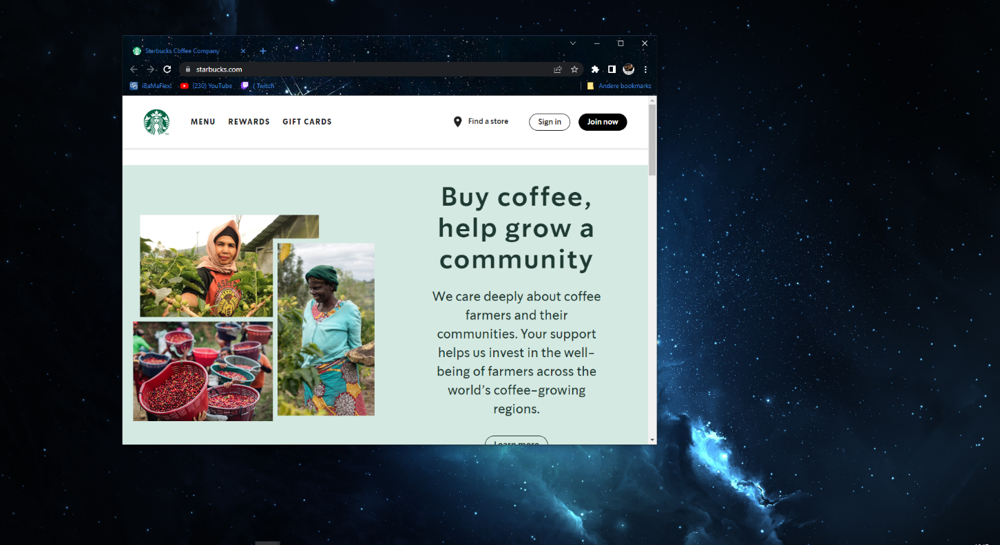 Starbucks Coffee Company
starbucks.com
iBaMaFlex!
(230) YouTube
( Twitch
Andere bookmarks
MENU
REWARDS
GIFT CARDS
Find a store
Sign in
Join now
Buy coffee,
help grow a
community
We care deeply about coffee
farmers and their
communities. Your support
helps us invest in the well-
being of farmers across the
world's coffee-growing
regions.
Learn more